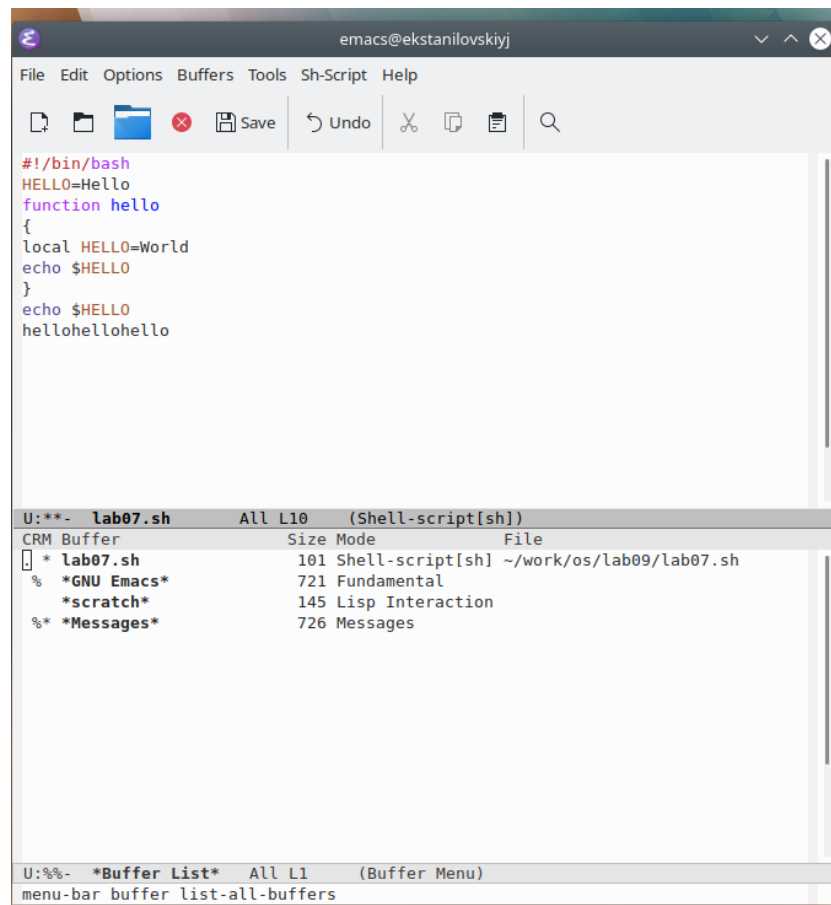 emacs@ekstanilovskiyj
File Edit Options Buffers Tools Sh-Script Help
Save Undo
#!/bin/bash
HELLO=Hello
function hello
{
local HELLO=World
echo $HELLO
}
echo $HELLO
hellohellohello
U:**- lab07.sh All L10 (Shell-script[sh])
CRM Buffer Size Mode File
. * lab07.sh 101 Shell-script[sh] ~/work/os/lab09/lab07.sh
% *GNU Emacs* 721 Fundamental
*scratch* 145 Lisp Interaction
%* *Messages* 726 Messages
U:%%- *Buffer List* All L1 (Buffer Menu)
menu-bar buffer list-all-buffers